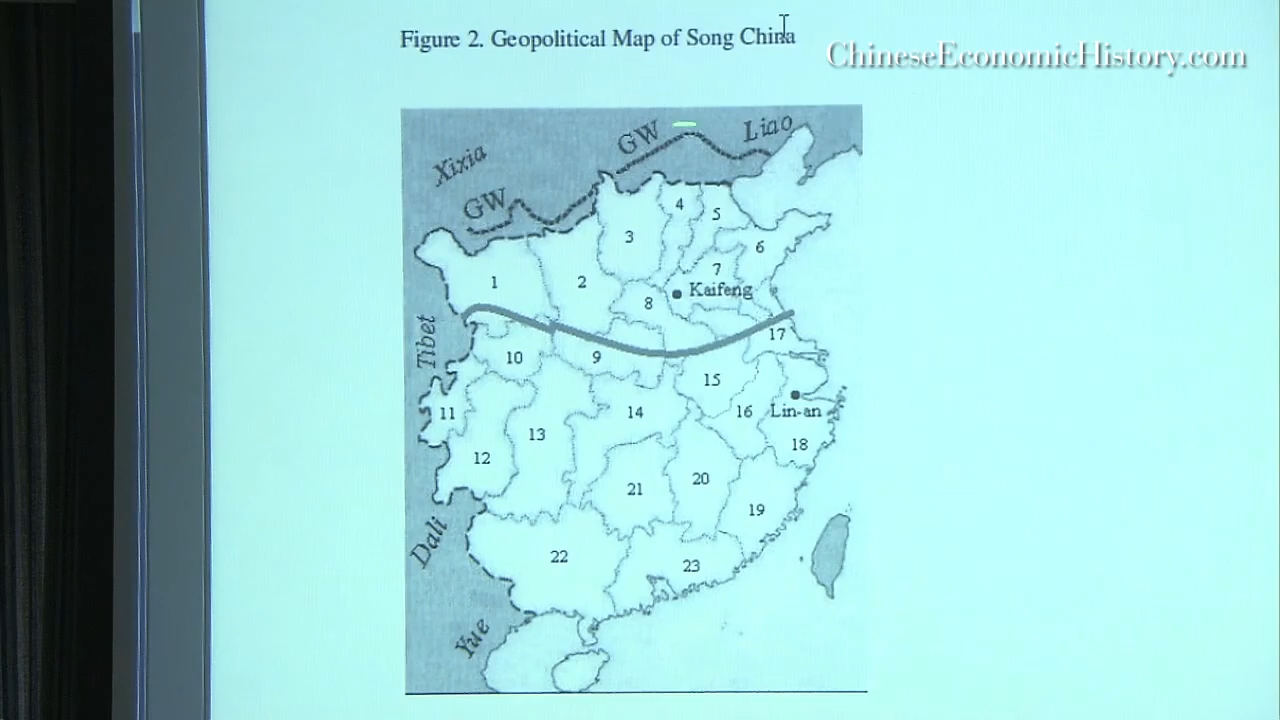 Figure 2. Geopolitical Map of Song China
ChineseEconomicHistory.com
GW
Liao
Xixia
GW
4
5
3
6
7
1
2
8
Kaifeng
17
Tibet
10
9
15
11
14
16
Lin-an
13
18
12
20
21
19
Dali
22
23
Yue